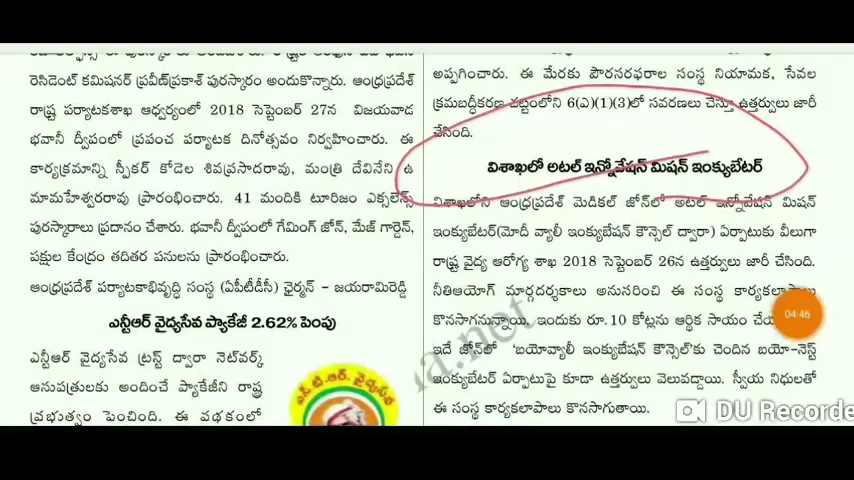 రెసిడెంట్ కమిషనర్ ప్రవీణ్‌ప్రకాశ్ పురస్కారం అందుకొన్నారు. ఆంధ్రప్రదేశ్
రాష్ట్ర పర్యాటకశాఖ ఆధ్వర్యంలో 2018 సెప్టెంబర్ 27న విజయవాడ
భవానీ ద్వీపంలో ప్రపంచ పర్యాటక దినోత్సవం నిర్వహించారు. ఈ
కార్యక్రమాన్ని స్పీకర్ కోడెల శివప్రసాదరావు, మంత్రి దేవినేని ఉ
మామహేశ్వరరావు ప్రారంభించారు. 41 మందికి టూరిజం ఎక్సలెన్స్
పురస్కారాలు ప్రదానం చేశారు. భవానీ ద్వీపంలో గేమింగ్ జోన్, మేజ్ గార్డెన్,
పక్షుల కేంద్రం తదితర పనులను ప్రారంభించారు.
ఆంధ్రప్రదేశ్ పర్యాటకాభివృద్ధి సంస్థ (ఏపీటీడీసీ) ఛైర్మన్ - జయరామిరెడ్డి
ఎన్టీఆర్ వైద్యసేవ ప్యాకేజీ 2.62% పెంపు
ఎన్టీఆర్ వైద్యసేవ ట్రస్ట్ ద్వారా నెట్‌వర్క్
ఆసుపత్రులకు అందించే ప్యాకేజీని రాష్ట్ర
ప్రభుత్వం పెంచింది. ఈ వథకంలో
ఎన్.టి.ఆర్. వైద్యసేవ
అప్పగించారు. ఈ మేరకు పౌరసరఫరాల సంస్థ నియామక, సేవల
క్రమబద్ధీకరణ చట్టంలోని 6(ఎ)(1)(3)లో సవరణలు చేస్తూ ఉత్తర్వులు జారీ
చేసింది.
విశాఖలో అటల్ ఇన్నోవేషన్ మిషన్ ఇంక్యుబేటర్
విశాఖలోని ఆంధ్రప్రదేశ్ మెడికల్ జోన్‌లో అటల్ ఇన్నోవేషన్ మిషన్
ఇంక్యుబేటర్(మోదీ వ్యాలీ ఇంక్యుబేషన్ కౌన్సెల్ ద్వారా) ఏర్పాటుకు వీలుగా
రాష్ట్ర వైద్య ఆరోగ్య శాఖ 2018 సెప్టెంబర్ 26న ఉత్తర్వులు జారీ చేసింది.
నీతిఆయోగ్ మార్గదర్శకాలు అనుసరించి ఈ సంస్థ కార్యకలాపాలు
కొనసాగనున్నాయి. ఇందుకు రూ.10 కోట్లను ఆర్థిక సాయం
ఇదే జోన్‌లో 'బయోవ్యాలీ ఇంక్యుబేషన్ కౌన్సెల్'కు చెందిన బయో-నెస్ట్
ఇంక్యుబేటర్ ఏర్పాటుపై కూడా ఉత్తర్వులు వెలువడ్డాయి. స్వీయ నిధులతో
ఈ సంస్థ కార్యకలాపాలు కొనసాగుతాయి.
04:46
DU Recorde